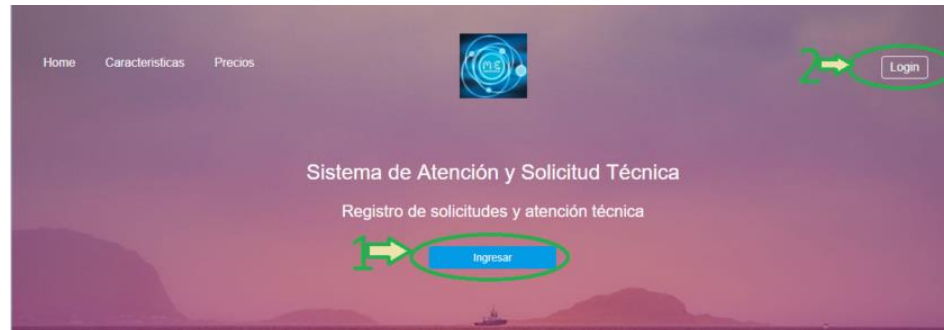 Home Caracteristicas Precios
2 Login
Sistema de Atención y Solicitud Técnica
Registro de solicitudes y atención técnica
1 Ingresar